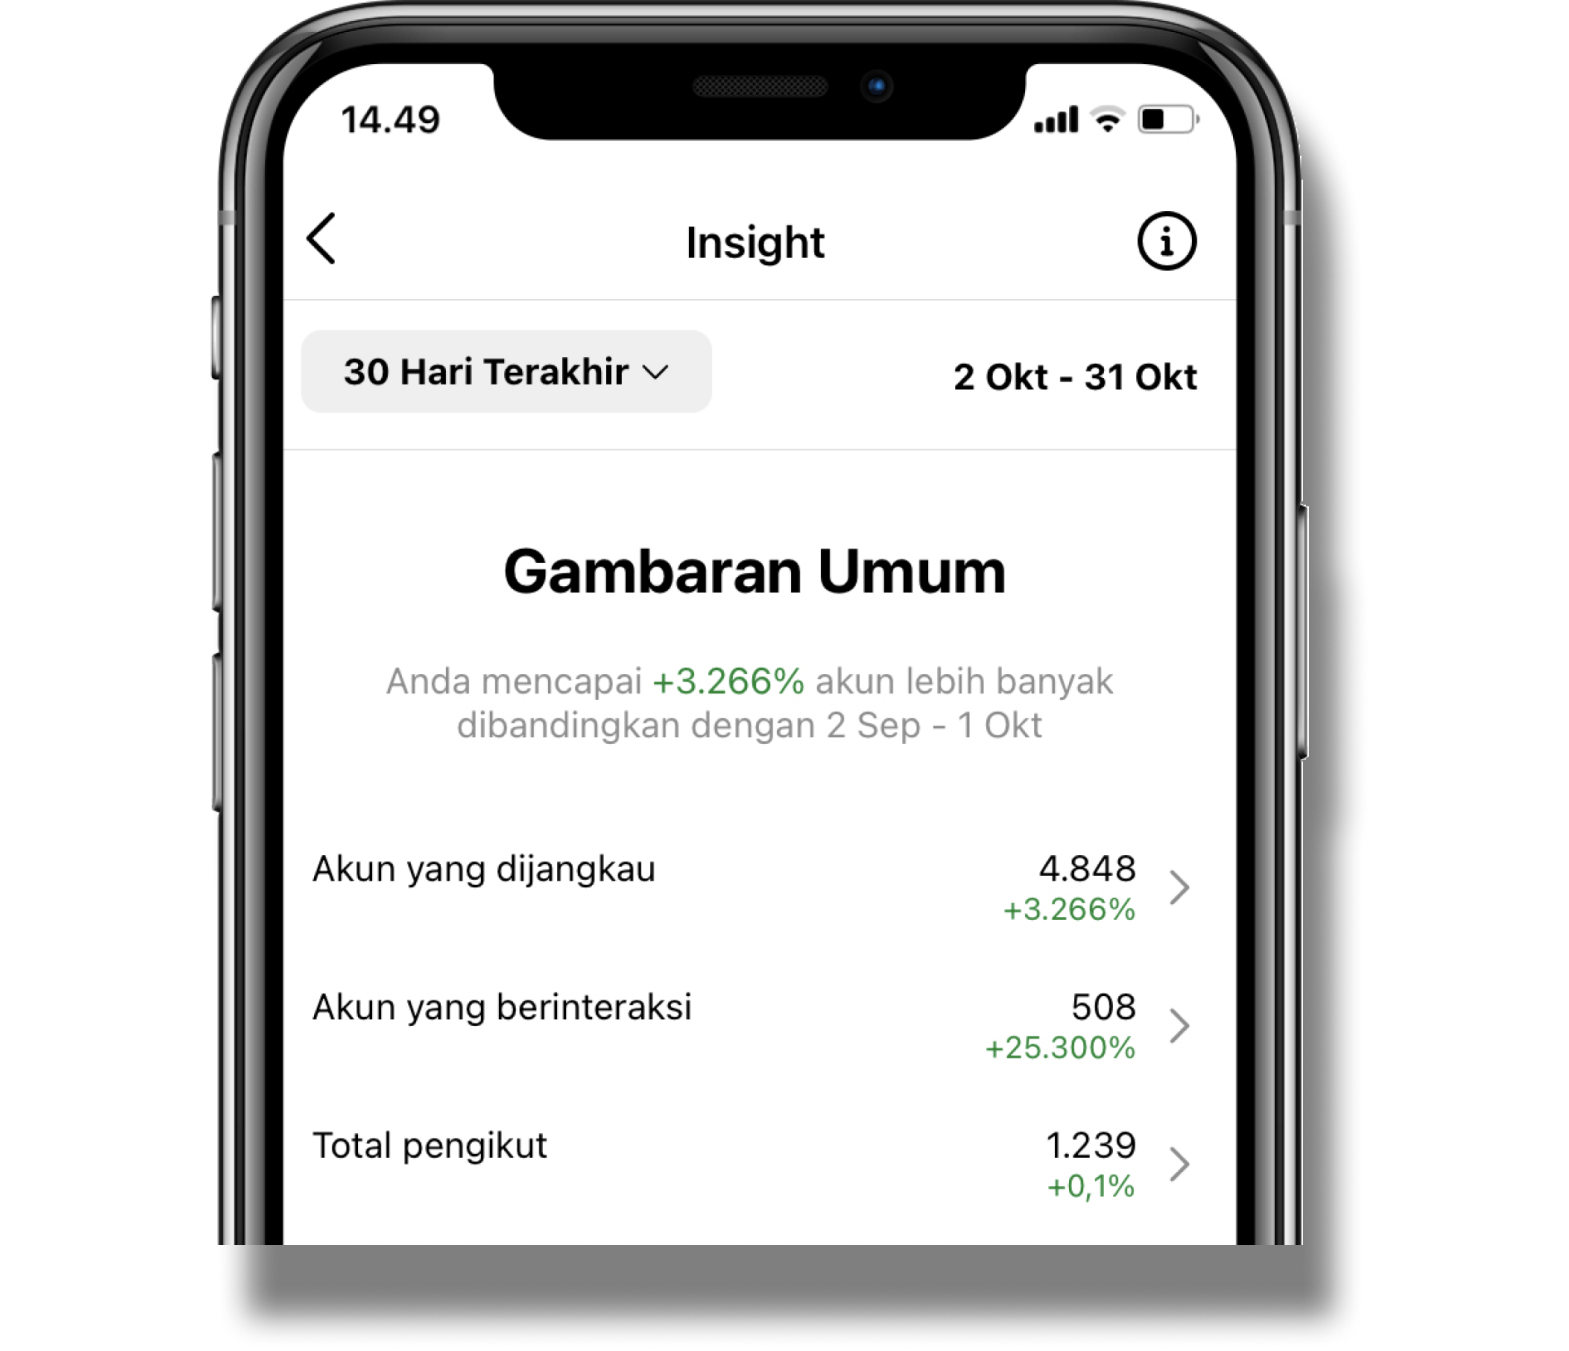 14.49
Insight
30 Hari Terakhir
2 Okt - 31 Okt
Gambaran Umum
Anda mencapai +3.266% akun lebih banyak
dibandingkan dengan 2 Sep - 1 Okt
Akun yang dijangkau
4.848
+3.266%
Akun yang berinteraksi
508
+25.300%
Total pengikut
1.239
+0,1%